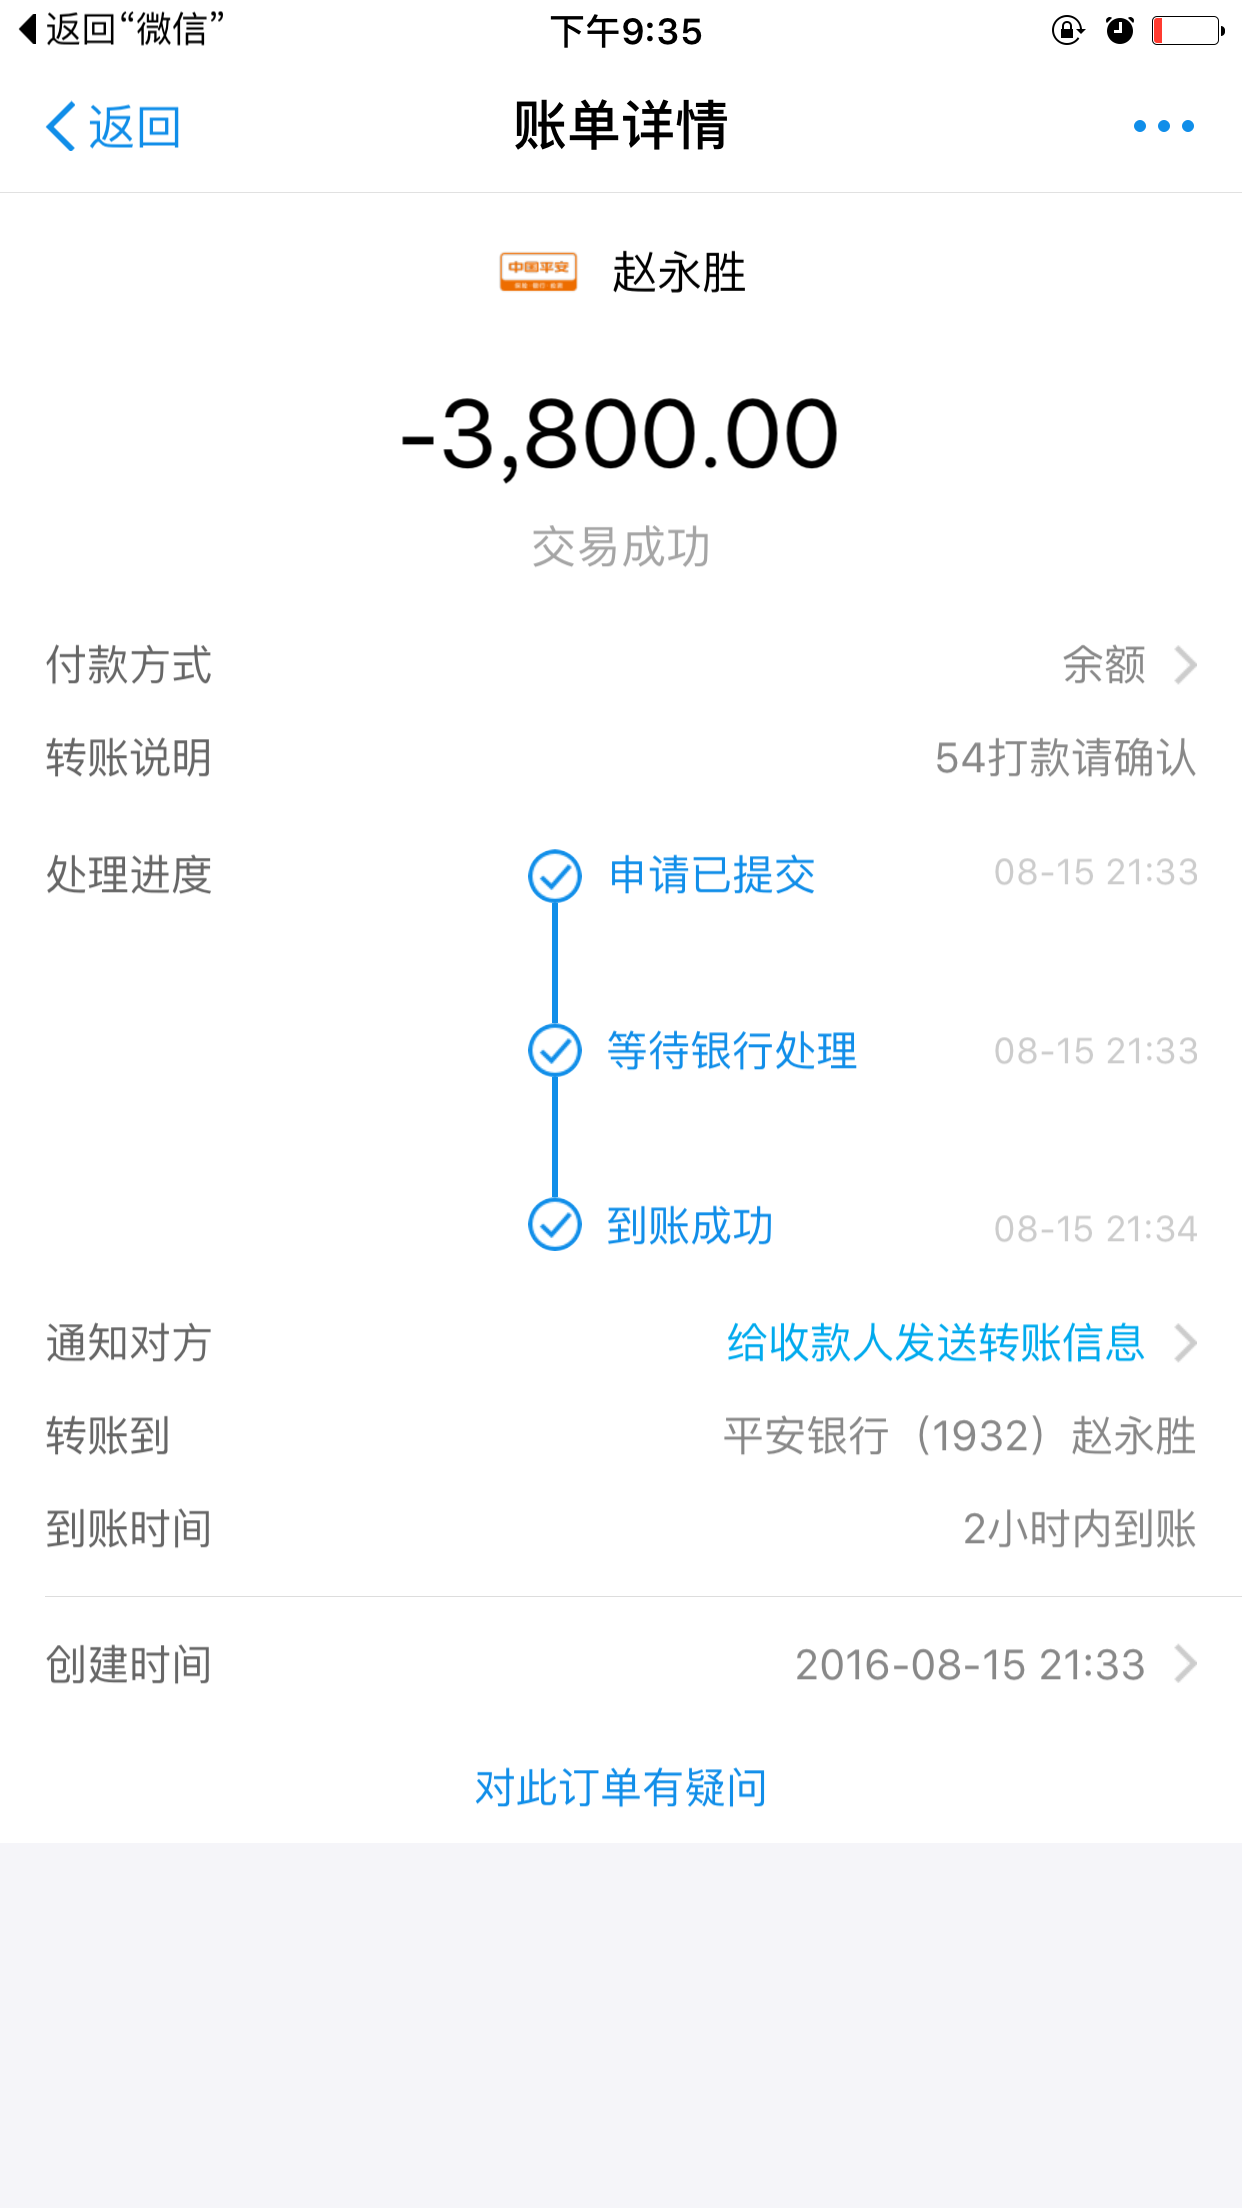 返回“微信”
下午9:35
返回
账单详情
中国平安
保险·银行·投资
赵永胜
-3,800.00
交易成功
付款方式 余额
转账说明 54打款请确认
处理进度 申请已提交 08-15 21:33
等待银行处理 08-15 21:33
到账成功 08-15 21:34
通知对方 给收款人发送转账信息
转账到 平安银行（1932）赵永胜
到账时间 2小时内到账
创建时间 2016-08-15 21:33
对此订单有疑问